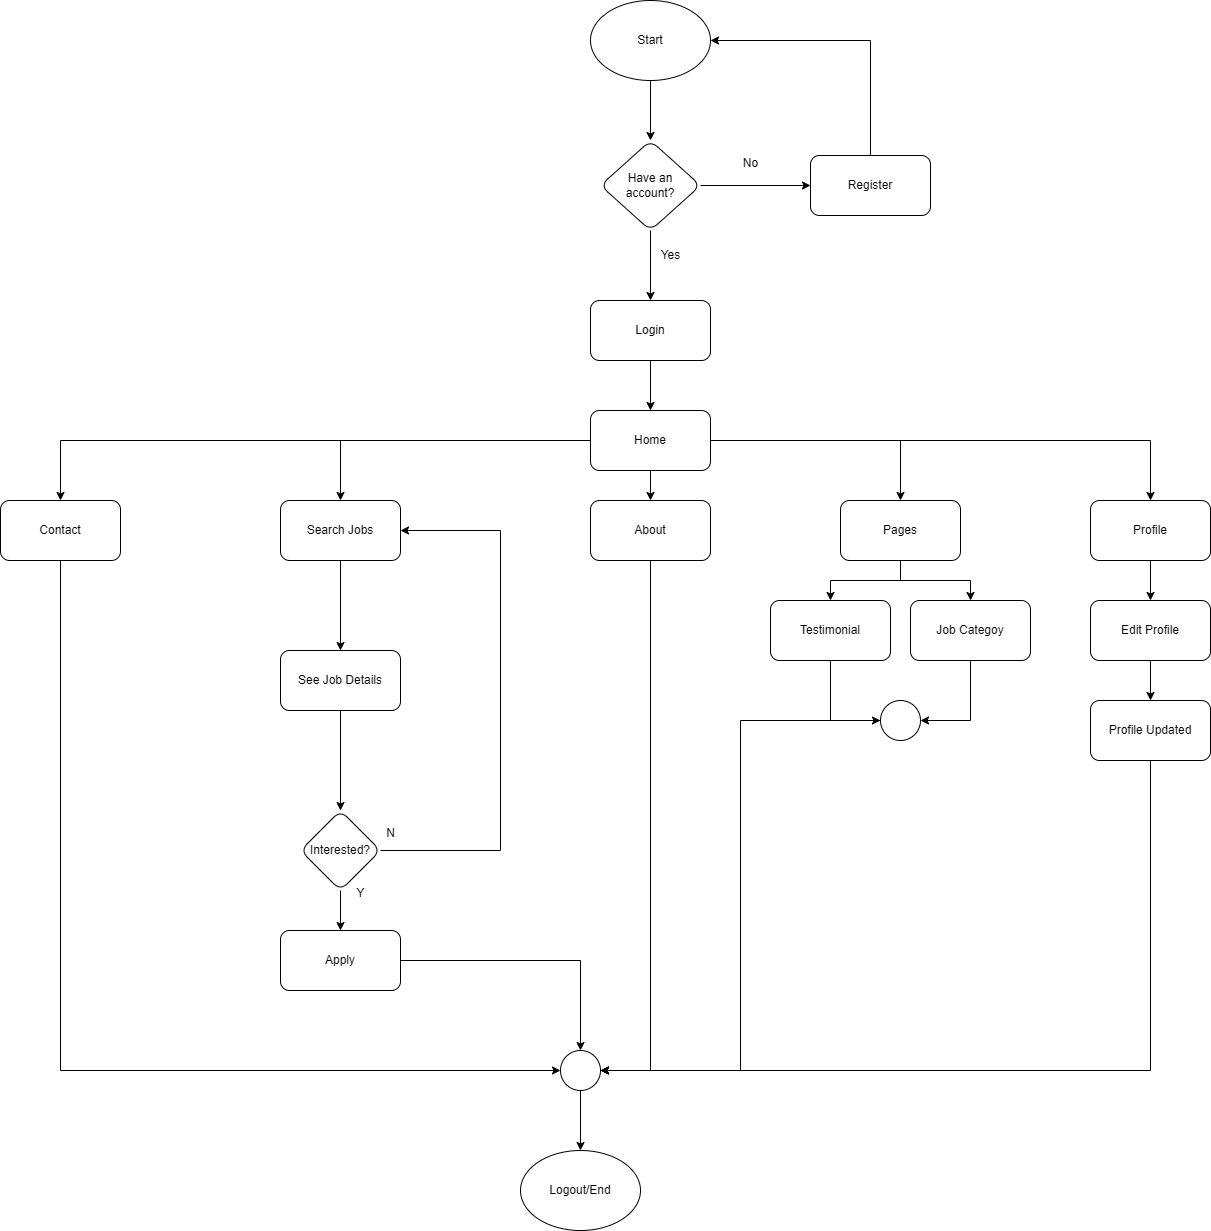 Start
No
Have an
account?
Register
Yes
Login
Home
Contact
Search Jobs
About
Pages
Profile
Testimonial
Job Categoy
Edit Profile
See Job Details
Profile Updated
N
Interested?
Y
Apply
Logout/End